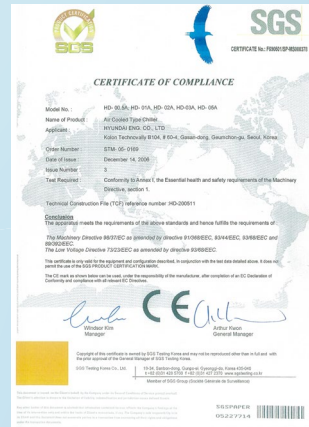 SGS
SGS
CERTIFICATE OF COMPLIANCE
Model No. : HD- 00.5A, HD- 01A, HD- 02A, HD-03A, HD- 05A
Name of Product : Air Cooled Type Chiller
Applicant : HYUNDAI ENG. CO., LTD
Kolon Technovally B104, # 60-4, Gasan-dong, Geumchon-gu, Seoul, Korea
Order Number : STM- 05- 0169
Date of Issue : December 14, 2006
Issue Number : 3
Test Required : Conformity to Annex I, the Essential health and safety requirements of the Machinery
Directive, section 1.
Technical Construction File (TCF) reference number :HD-200511
Conclusion
The apparatus meets the requirements of the above standards and hence fulfills the requirements of :
The Machinery Directive 98/37/EC as amended by directive 91/368/EEC, 93/44/EEC, 93/68/EEC and
89/392/EEC.
The Low Voltage Directive 73/23/EEC as amended by directive 93/68/EEC.
This certificate is only valid for the equipment and configuration described, in conjunction with the test data detailed above. It does not
permit the use of the SGS PRODUCT CERTIFICATION MARK.
The CE mark as shown below can be used, under the responsibility of the manufacturer, after completion of an EC Declaration of
Conformity and compliance with all relevant EC Directives.
CE
Windsor Kim
Manager
Arthur Kwon
General Manager
Copyright of this certificate is owned by SGS Testing Korea and may not be reproduced other than in full and with
the prior approval of the General Manager of SGS Testing Korea.
SGS Testing Korea Co. Ltd.
Member of SGS Group (Société Générale de Surveillance)
SGSPAPER
05227714